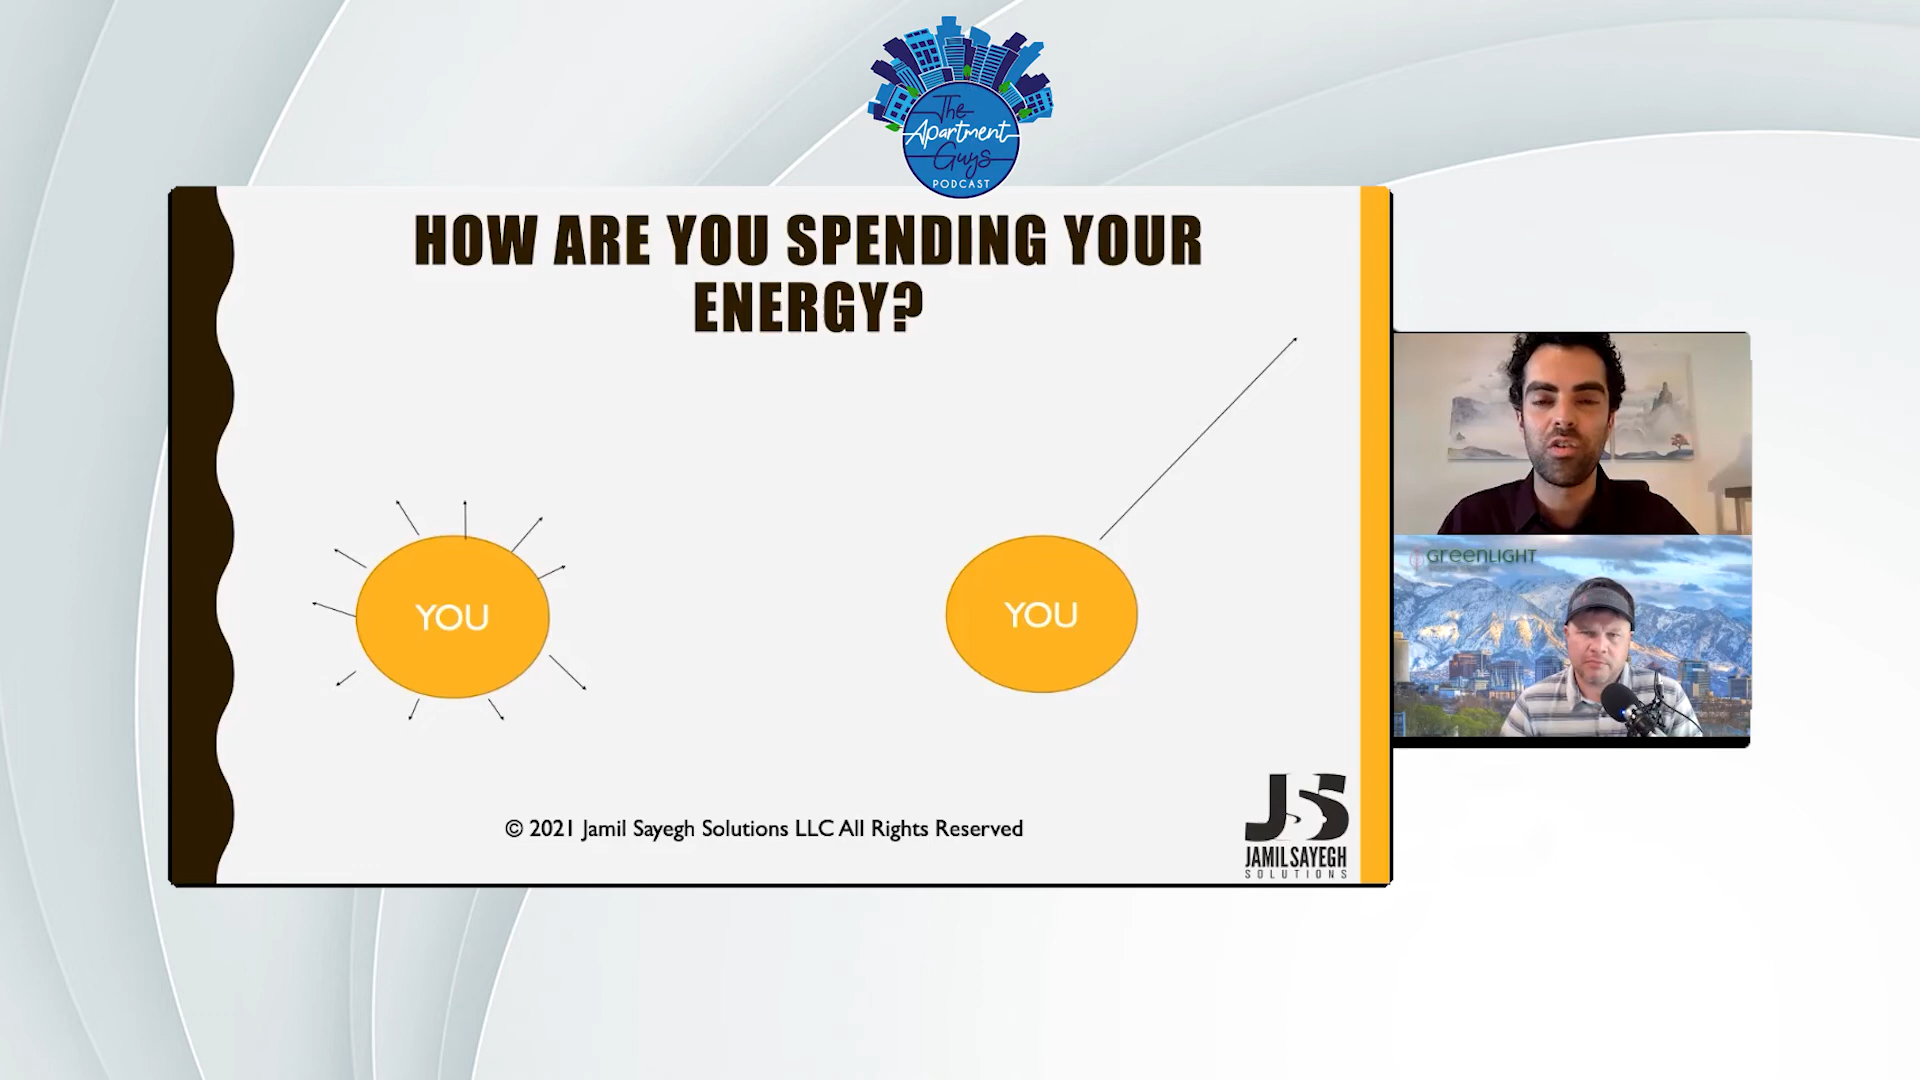 The
Apartment
Guys
PODCAST
HOW ARE YOU SPENDING YOUR
ENERGY?
YOU
YOU
GreenLIGHT
© 2021 Jamil Sayegh Solutions LLC All Rights Reserved
JSS
JAMIL SAYEGH
SOLUTIONS